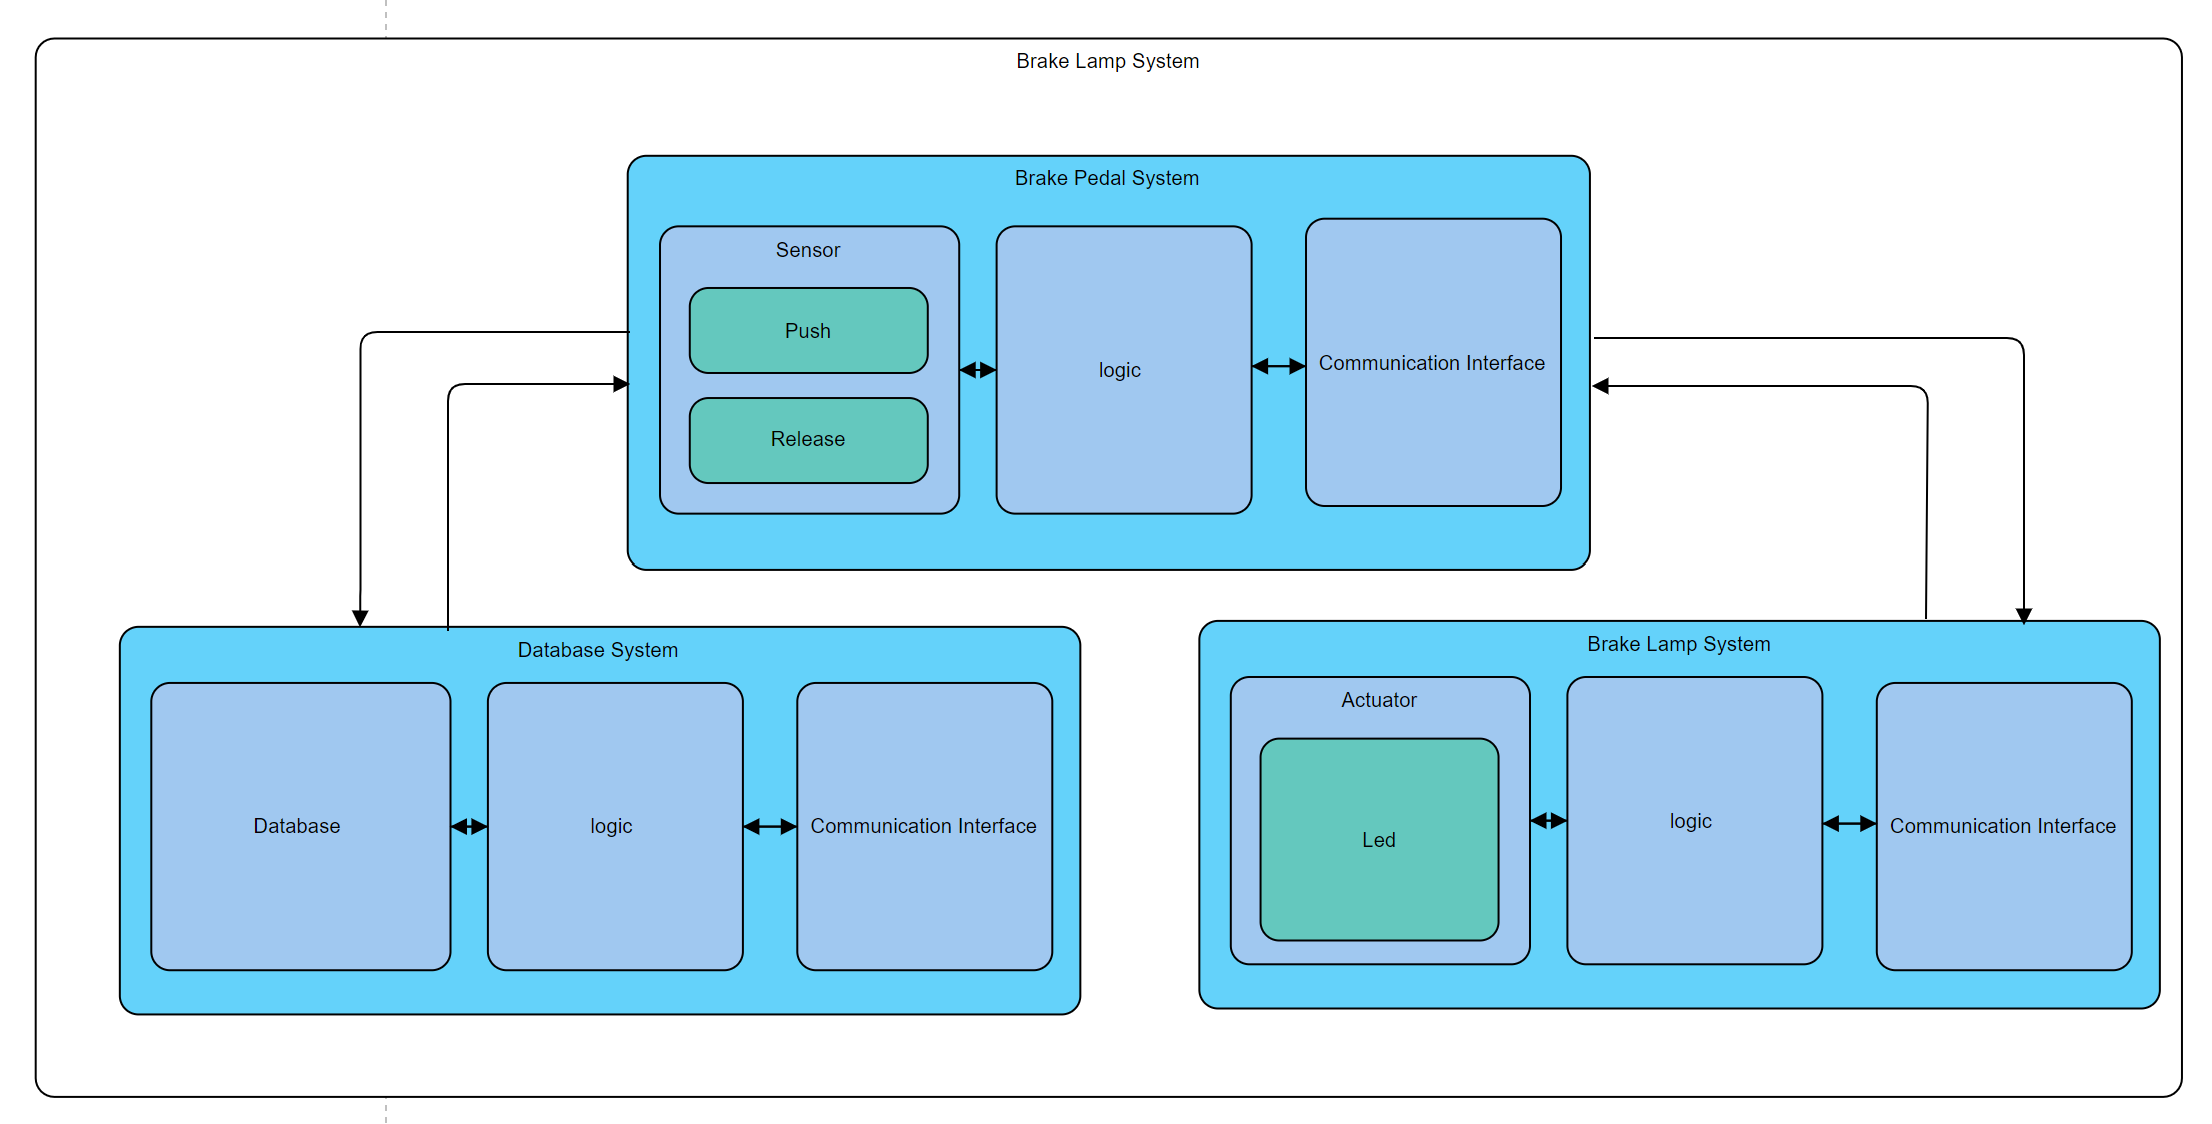 Brake Lamp System
Brake Pedal System
Sensor
Push
Release
logic
Communication Interface
Database System
Database
logic
Communication Interface
Brake Lamp System
Actuator
Led
logic
Communication Interface